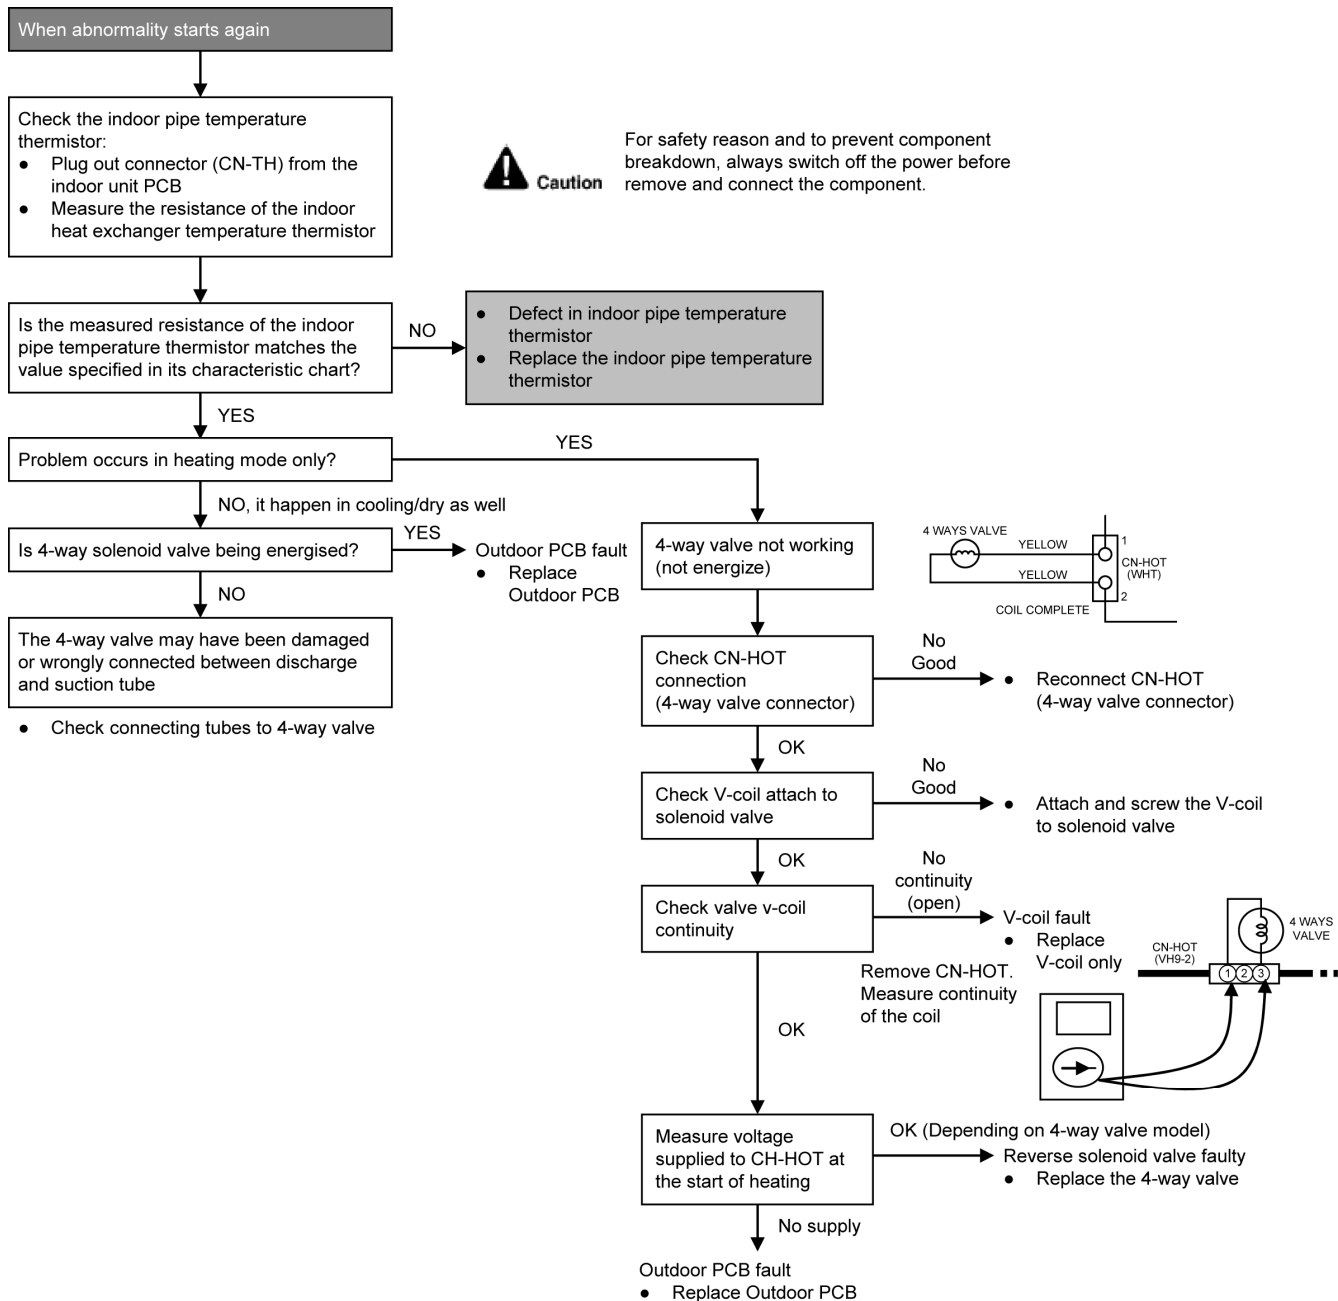 When abnormality starts again
Check the indoor pipe temperature
thermistor:
● Plug out connector (CN-TH) from the
indoor unit PCB
● Measure the resistance of the indoor
heat exchanger temperature thermistor
Caution
For safety reason and to prevent component
breakdown, always switch off the power before
remove and connect the component.
Is the measured resistance of the indoor
pipe temperature thermistor matches the
value specified in its characteristic chart?
NO
● Defect in indoor pipe temperature
thermistor
● Replace the indoor pipe temperature
thermistor
YES
Problem occurs in heating mode only?
YES
NO, it happen in cooling/dry as well
Is 4-way solenoid valve being energised?
YES
Outdoor PCB fault
● Replace
Outdoor PCB
NO
The 4-way valve may have been damaged
or wrongly connected between discharge
and suction tube
● Check connecting tubes to 4-way valve
4-way valve not working
(not energize)
4 WAYS VALVE
YELLOW
YELLOW
1
CN-HOT
(WHT)
2
COIL COMPLETE
Check CN-HOT
connection
(4-way valve connector)
No
Good
● Reconnect CN-HOT
(4-way valve connector)
OK
Check V-coil attach to
solenoid valve
No
Good
● Attach and screw the V-coil
to solenoid valve
OK
Check valve v-coil
continuity
No
continuity
(open)
V-coil fault
● Replace
V-coil only
Remove CN-HOT.
Measure continuity
of the coil
CN-HOT
(VH9-2)
4 WAYS
VALVE
1 2 3
OK
Measure voltage
supplied to CH-HOT at
the start of heating
OK (Depending on 4-way valve model)
Reverse solenoid valve faulty
● Replace the 4-way valve
No supply
Outdoor PCB fault
● Replace Outdoor PCB